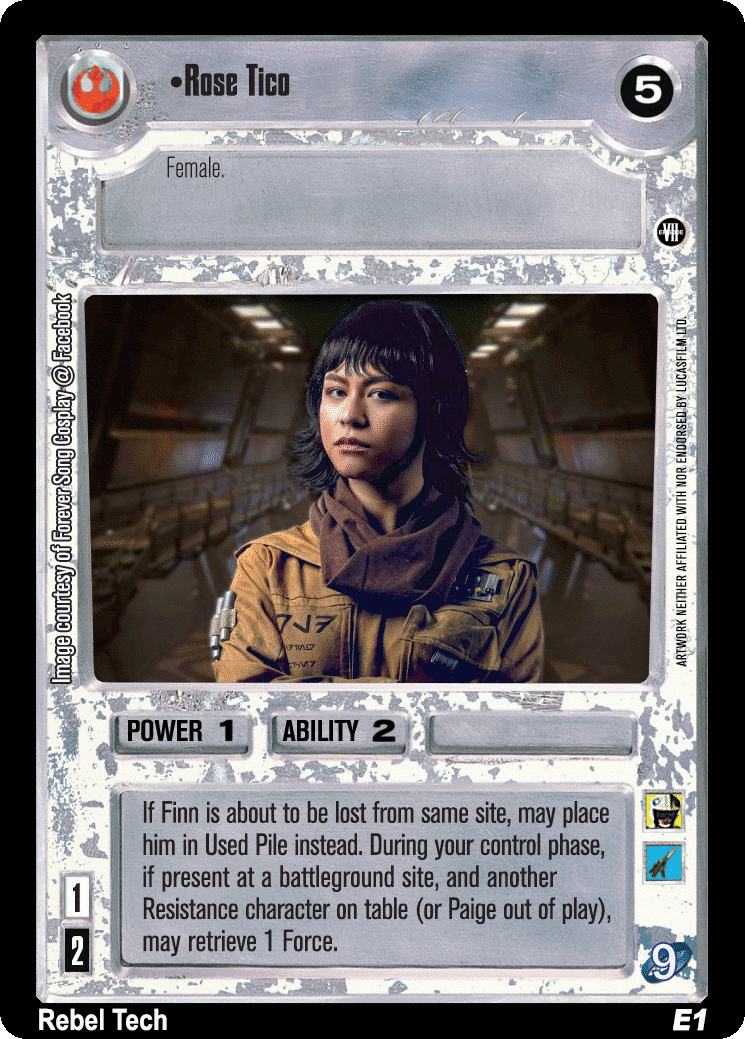 •Rose Tico
5
Female.
EPISODE VII
Image courtesy of Forever Song Cosplay @ Facebook
ARTWORK NEITHER AFFILIATED WITH NOR ENDORSED BY LUCASFILM LTD.
POWER 1
ABILITY 2
If Finn is about to be lost from same site, may place
him in Used Pile instead. During your control phase,
if present at a battleground site, and another
Resistance character on table (or Paige out of play),
may retrieve 1 Force.
1
2
9
Rebel Tech
E1